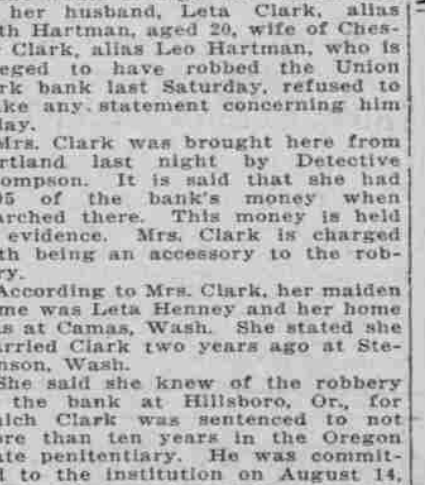 her husband, Leta Clark, alias
th Hartman, aged 20, wife of Ches-
Clark, alias Leo Hartman, who is
eged to have robbed the Union
rk bank last Saturday, refused to
ke any statement concerning him
ay.
Mrs. Clark was brought here from
rtland last night by Detective
ompson. It is said that she had
5 of the bank's money when
arched there. This money is held
evidence. Mrs. Clark is charged
th being an accessory to the rob-
ry.
According to Mrs. Clark, her maiden
me was Leta Henney and her home
as at Camas, Wash. She stated she
arried Clark two years ago at Ste-
nson, Wash.
She said she knew of the robbery
the bank at Hillsboro, Or., for
hich Clark was sentenced to not
ore than ten years in the Oregon
ate penitentiary. He was commit-
d to the institution on August 14,